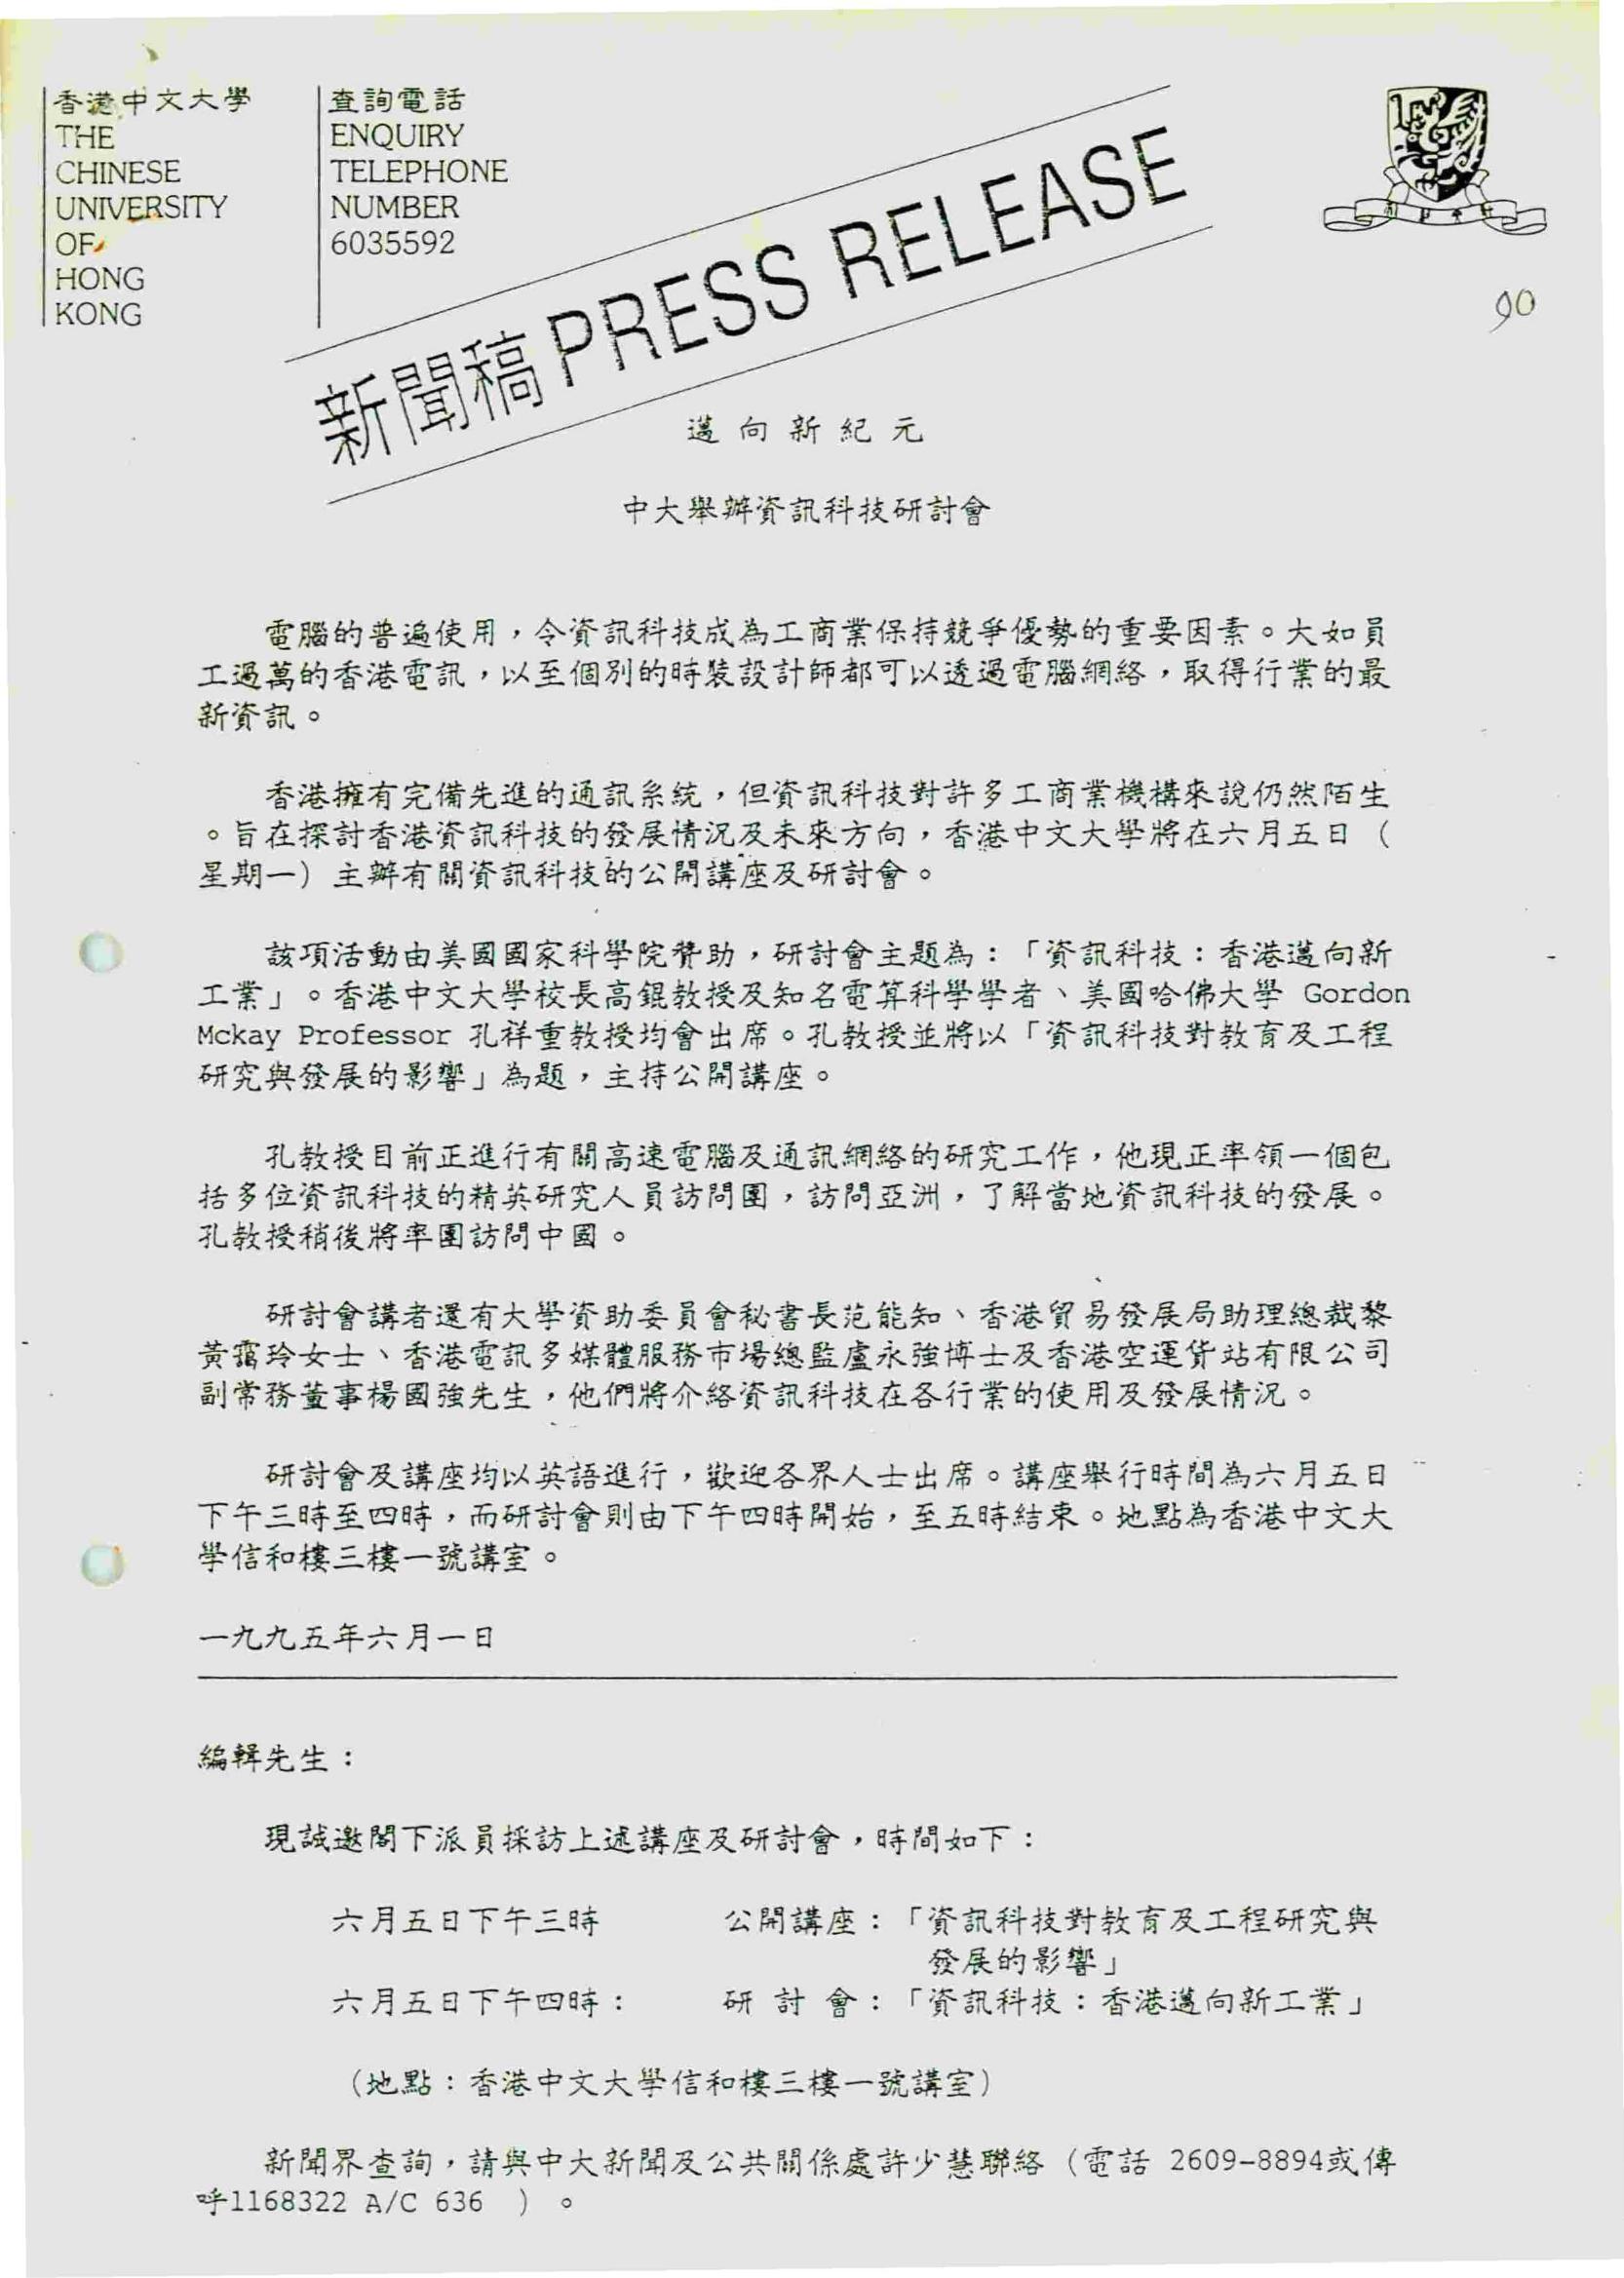 香港中文大學
THE
CHINESE
UNIVERSITY
OF
HONG
KONG
查詢電話
ENQUIRY
TELEPHONE
NUMBER
6035592
新聞稿 PRESS RELEASE
90
邁向新紀元
中大舉辦資訊科技研討會
電腦的普遍使用，令資訊科技成為工商業保持競爭優勢的重要因素。大如員
工過萬的香港電訊，以至個別的時裝設計師都可以透過電腦網絡，取得行業的最
新資訊。
香港擁有完備先進的通訊系統，但資訊科技對許多工商業機構來說仍然陌生
。旨在探討香港資訊科技的發展情況及未來方向，香港中文大學將在六月五日（
星期一）主辦有關資訊科技的公開講座及研討會。
該項活動由美國國家科學院贊助，研討會主題為：「資訊科技：香港邁向新
工業」。香港中文大學校長高錕教授及知名電算科學學者、美國哈佛大學 Gordon
Mckay Professor 孔祥重教授均會出席。孔教授並將以「資訊科技對教育及工程
研究與發展的影響」為題，主持公開講座。
孔教授目前正進行有關高速電腦及通訊網絡的研究工作，他現正率領一個包
括多位資訊科技的精英研究人員訪問團，訪問亞洲，了解當地資訊科技的發展。
孔教授稍後將率團訪問中國。
研討會講者還有大學資助委員會秘書長范能知、香港貿易發展局助理總裁黎
黃靄玲女士、香港電訊多媒體服務市場總監盧永強博士及香港空運貨站有限公司
副常務董事楊國強先生，他們將介紹資訊科技在各行業的使用及發展情況。
研討會及講座均以英語進行，歡迎各界人士出席。講座舉行時間為六月五日
下午三時至四時，而研討會則由下午四時開始，至五時結束。地點為香港中文大
學信和樓三樓一號講室。
一九九五年六月一日
編輯先生：
現誠邀閣下派員採訪上述講座及研討會，時間如下：
六月五日下午三時 公開講座：「資訊科技對教育及工程研究與
發展的影響」
六月五日下午四時： 研 討 會：「資訊科技：香港邁向新工業」
（地點：香港中文大學信和樓三樓一號講室）
新聞界查詢，請與中大新聞及公共關係處許少慧聯絡（電話 2609-8894或傳
呼1168322 A/C 636 ）。